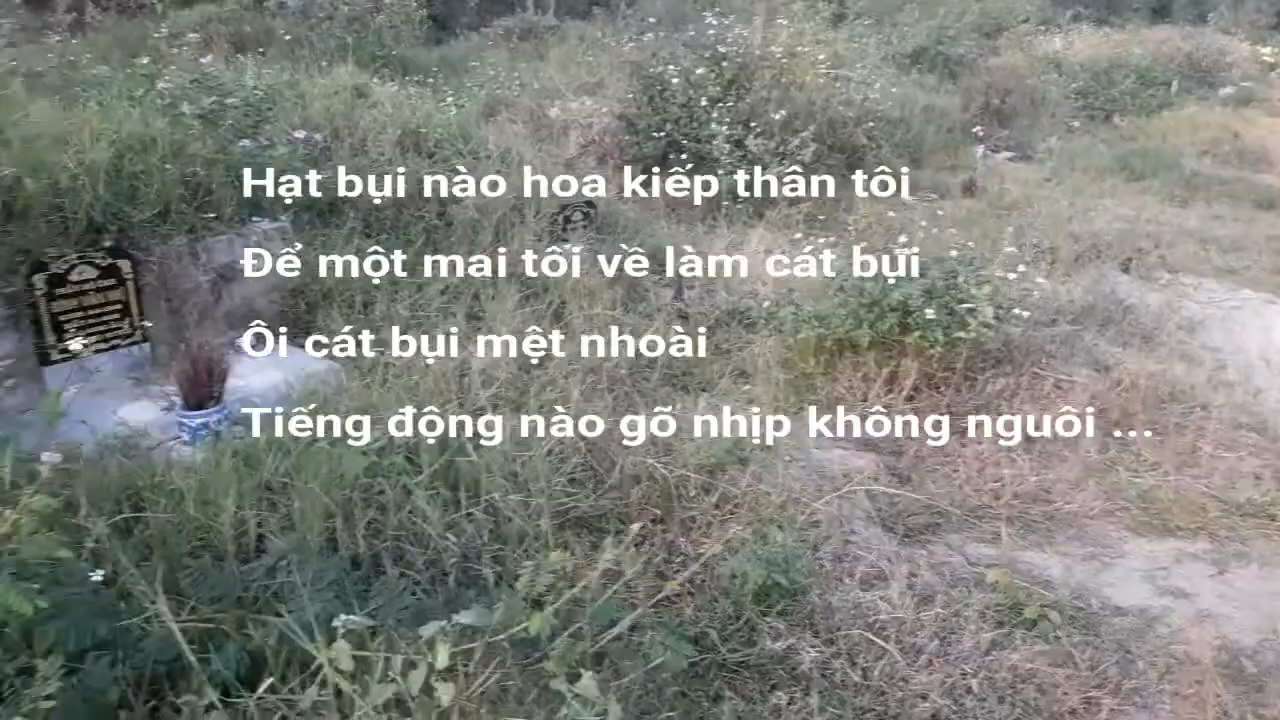 Hạt bụi nào hoa kiếp thân tôi
Để một mai tôi về làm cát bụi
Ôi cát bụi mệt nhoài
Tiếng động nào gõ nhịp không nguôi ...